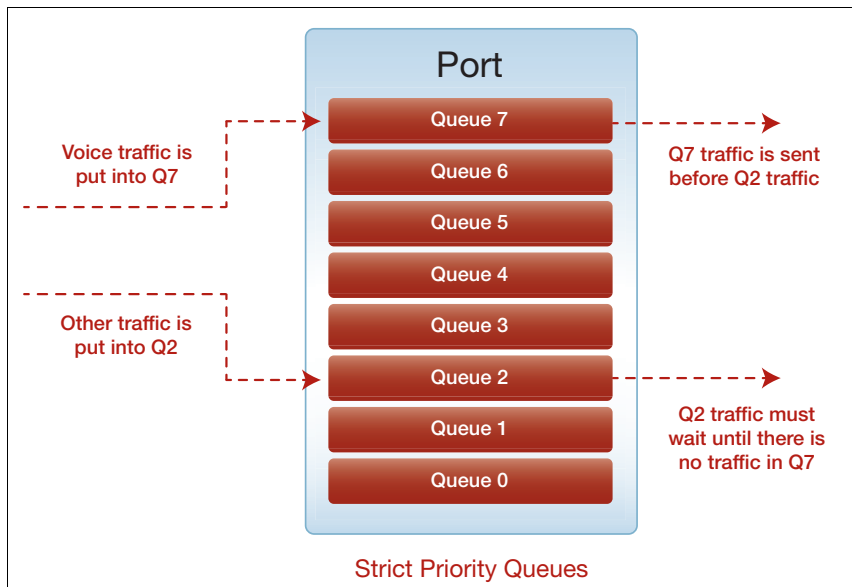 Port
Queue 7
Queue 6
Queue 5
Queue 4
Queue 3
Queue 2
Queue 1
Queue 0
Voice traffic is
put into Q7
Other traffic is
put into Q2
Q7 traffic is sent
before Q2 traffic
Q2 traffic must
wait until there is
no traffic in Q7
Strict Priority Queues